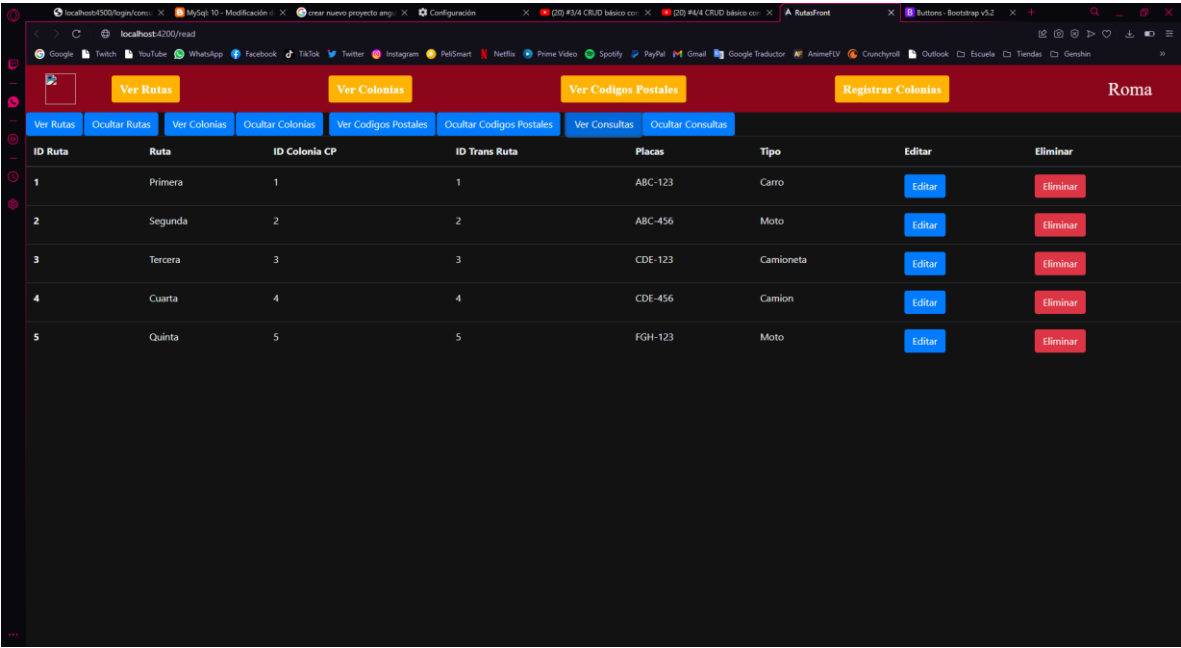 localhost:4500/login/consu
MySql: 10 - Modificación d
crear nuevo proyecto angu
Configuración
(20) #3/4 CRUD básico con
(20) #4/4 CRUD básico con
RutasFront
Buttons · Bootstrap v5.2
localhost:4200/read
Google Twitch YouTube WhatsApp Facebook TikTok Twitter Instagram PeliSmart Netflix Prime Video Spotify PayPal Gmail Google Traductor AnimeFLV Crunchyroll Outlook Escuela Tiendas Genshin
Ver Rutas Ver Colonias Ver Codigos Postales Registrar Colonias Roma
Ver Rutas Ocultar Rutas Ver Colonias Ocultar Colonias Ver Codigos Postales Ocultar Codigos Postales Ver Consultas Ocultar Consultas
ID Ruta Ruta ID Colonia CP ID Trans Ruta Placas Tipo Editar Eliminar
1 Primera 1 1 ABC-123 Carro Editar Eliminar
2 Segunda 2 2 ABC-456 Moto Editar Eliminar
3 Tercera 3 3 CDE-123 Camioneta Editar Eliminar
4 Cuarta 4 4 CDE-456 Camion Editar Eliminar
5 Quinta 5 5 FGH-123 Moto Editar Eliminar